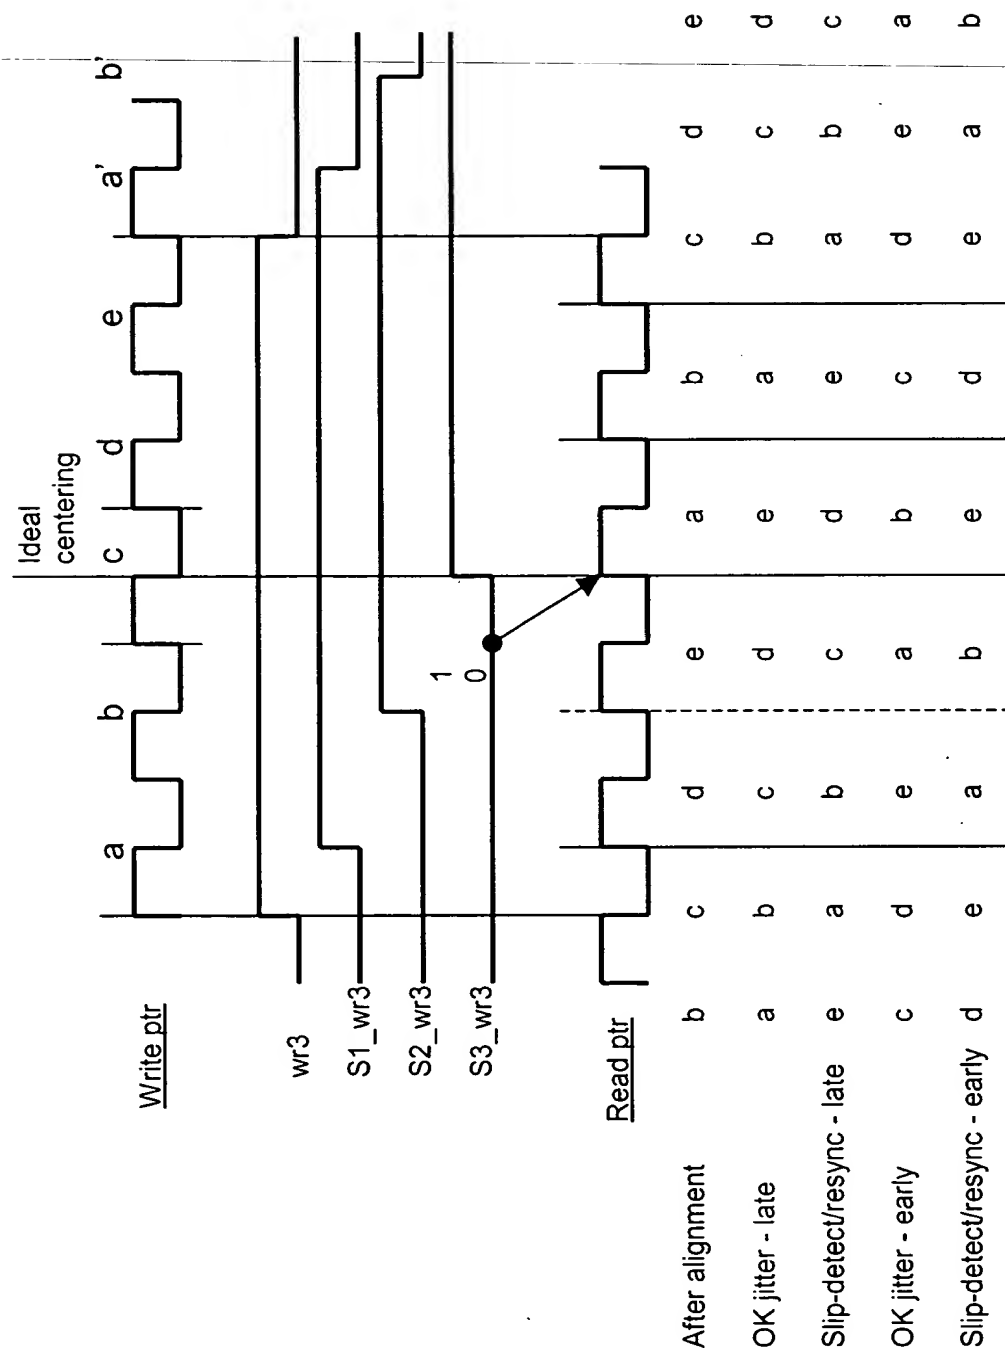 Ideal
centering
a b c d e a' b'
Write ptr
wr3
S1_wr3
S2_wr3
1
0
S3_wr3
Read ptr
After alignment b c d e a b c d e
OK jitter - late a b c d e a b c d
Slip-detect/resync - late e a b c d e a b c
OK jitter - early c d e a b c d e a
Slip-detect/resync - early d e a b e d e a b